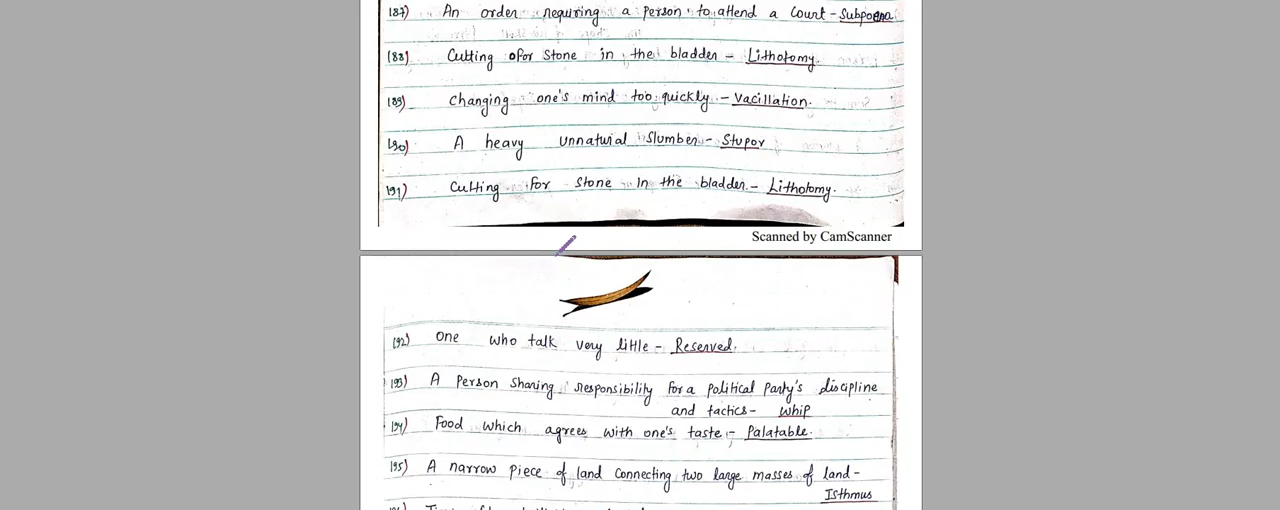 187) An order requiring a person to attend a Court - Subpoena
188) Cutting ofor Stone in the bladder - Lithotomy.
189) Changing one's mind too quickly - Vacillation.
190) A heavy unnatural Slumber - Stupor
191) Cutting for Stone In the bladder - Lithotomy.
Scanned by CamScanner
192) One who talk very little - Reserved.
193) A Person Sharing responsibility for a political Party's discipline
and tactics - Whip
194) Food which agrees with one's taste - Palatable.
195) A narrow piece of land Connecting two large masses of land -
Isthmus